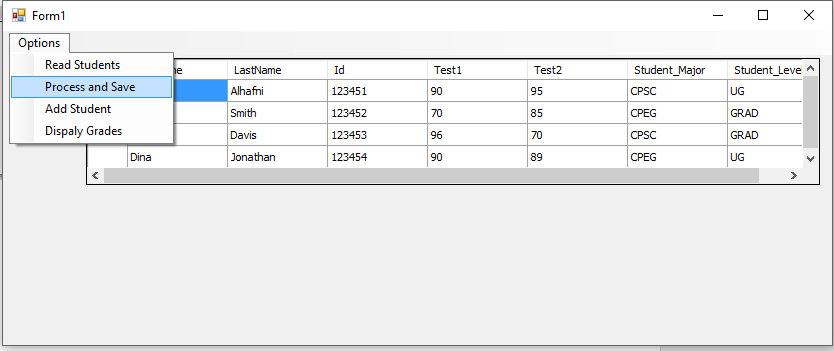 Form1
Options
Read Students
Process and Save
Add Student
Dispaly Grades
me LastName Id Test1 Test2 Student_Major Student_Leve
Alhafni 123451 90 95 CPSC UG
Smith 123452 70 85 CPEG GRAD
Davis 123453 96 70 CPSC GRAD
Dina Jonathan 123454 90 89 CPEG UG